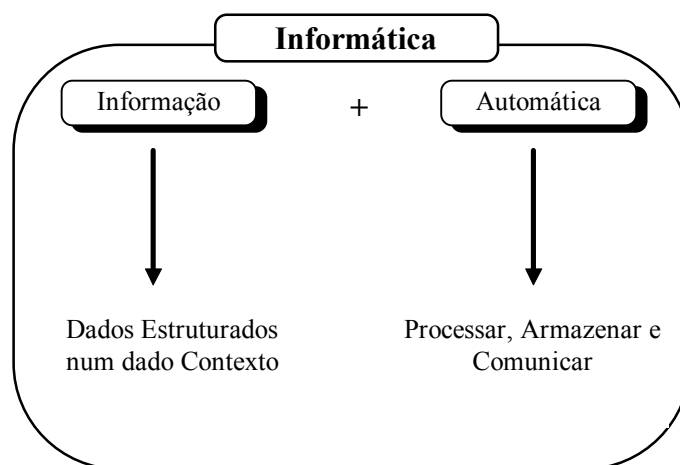 Informática
Informação + Automática
Dados Estruturados
num dado Contexto
Processar, Armazenar e
Comunicar